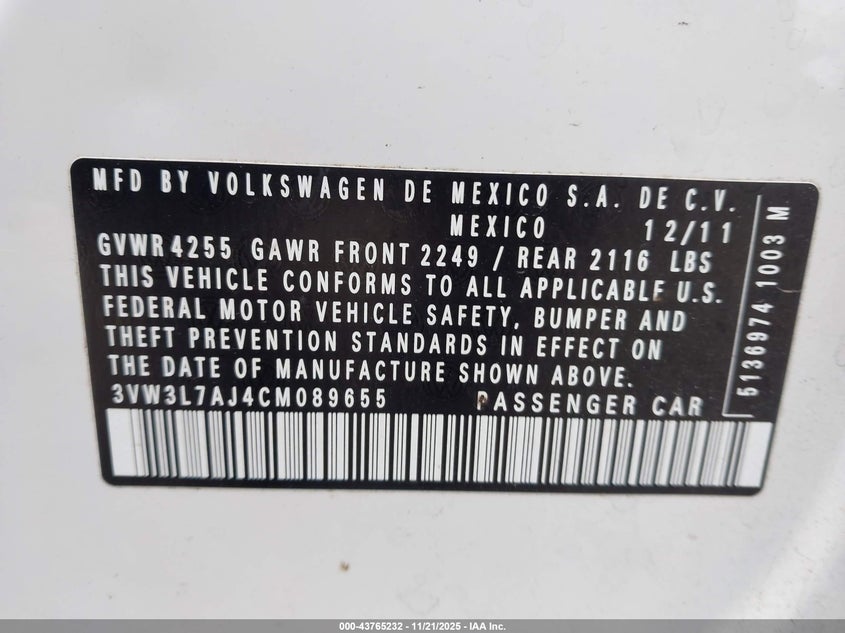 MFD BY VOLKSWAGEN DE MEXICO S.A. DE C.V.
MEXICO 12/11
GVWR 4255 GAWR FRONT 2249 / REAR 2116 LBS
THIS VEHICLE CONFORMS TO ALL APPLICABLE U.S.
FEDERAL MOTOR VEHICLE SAFETY, BUMPER AND
THEFT PREVENTION STANDARDS IN EFFECT ON
THE DATE OF MANUFACTURE SHOWN ABOVE.
3VW3L7AJ4CM089655 PASSENGER CAR
5136974 1003 M
000-43765232 - 11/21/2025 - IAA Inc.